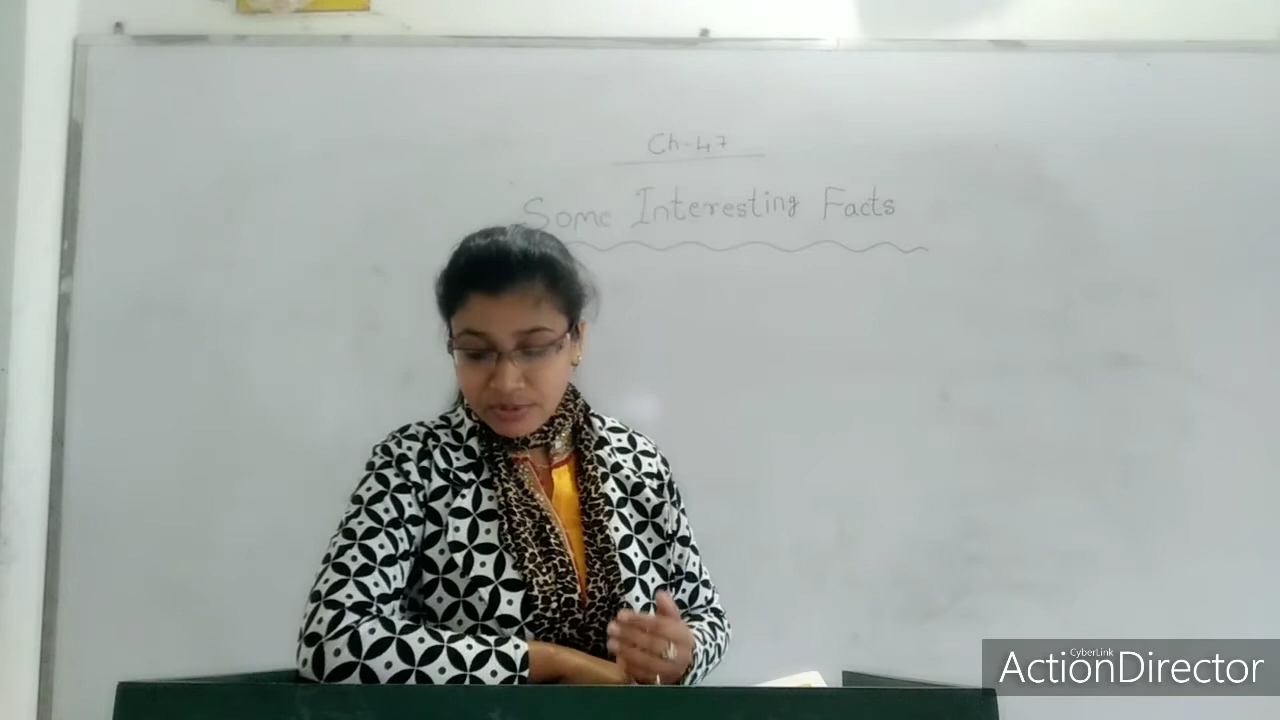 Ch-47
Some Interesting Facts
CyberLink
ActionDirector